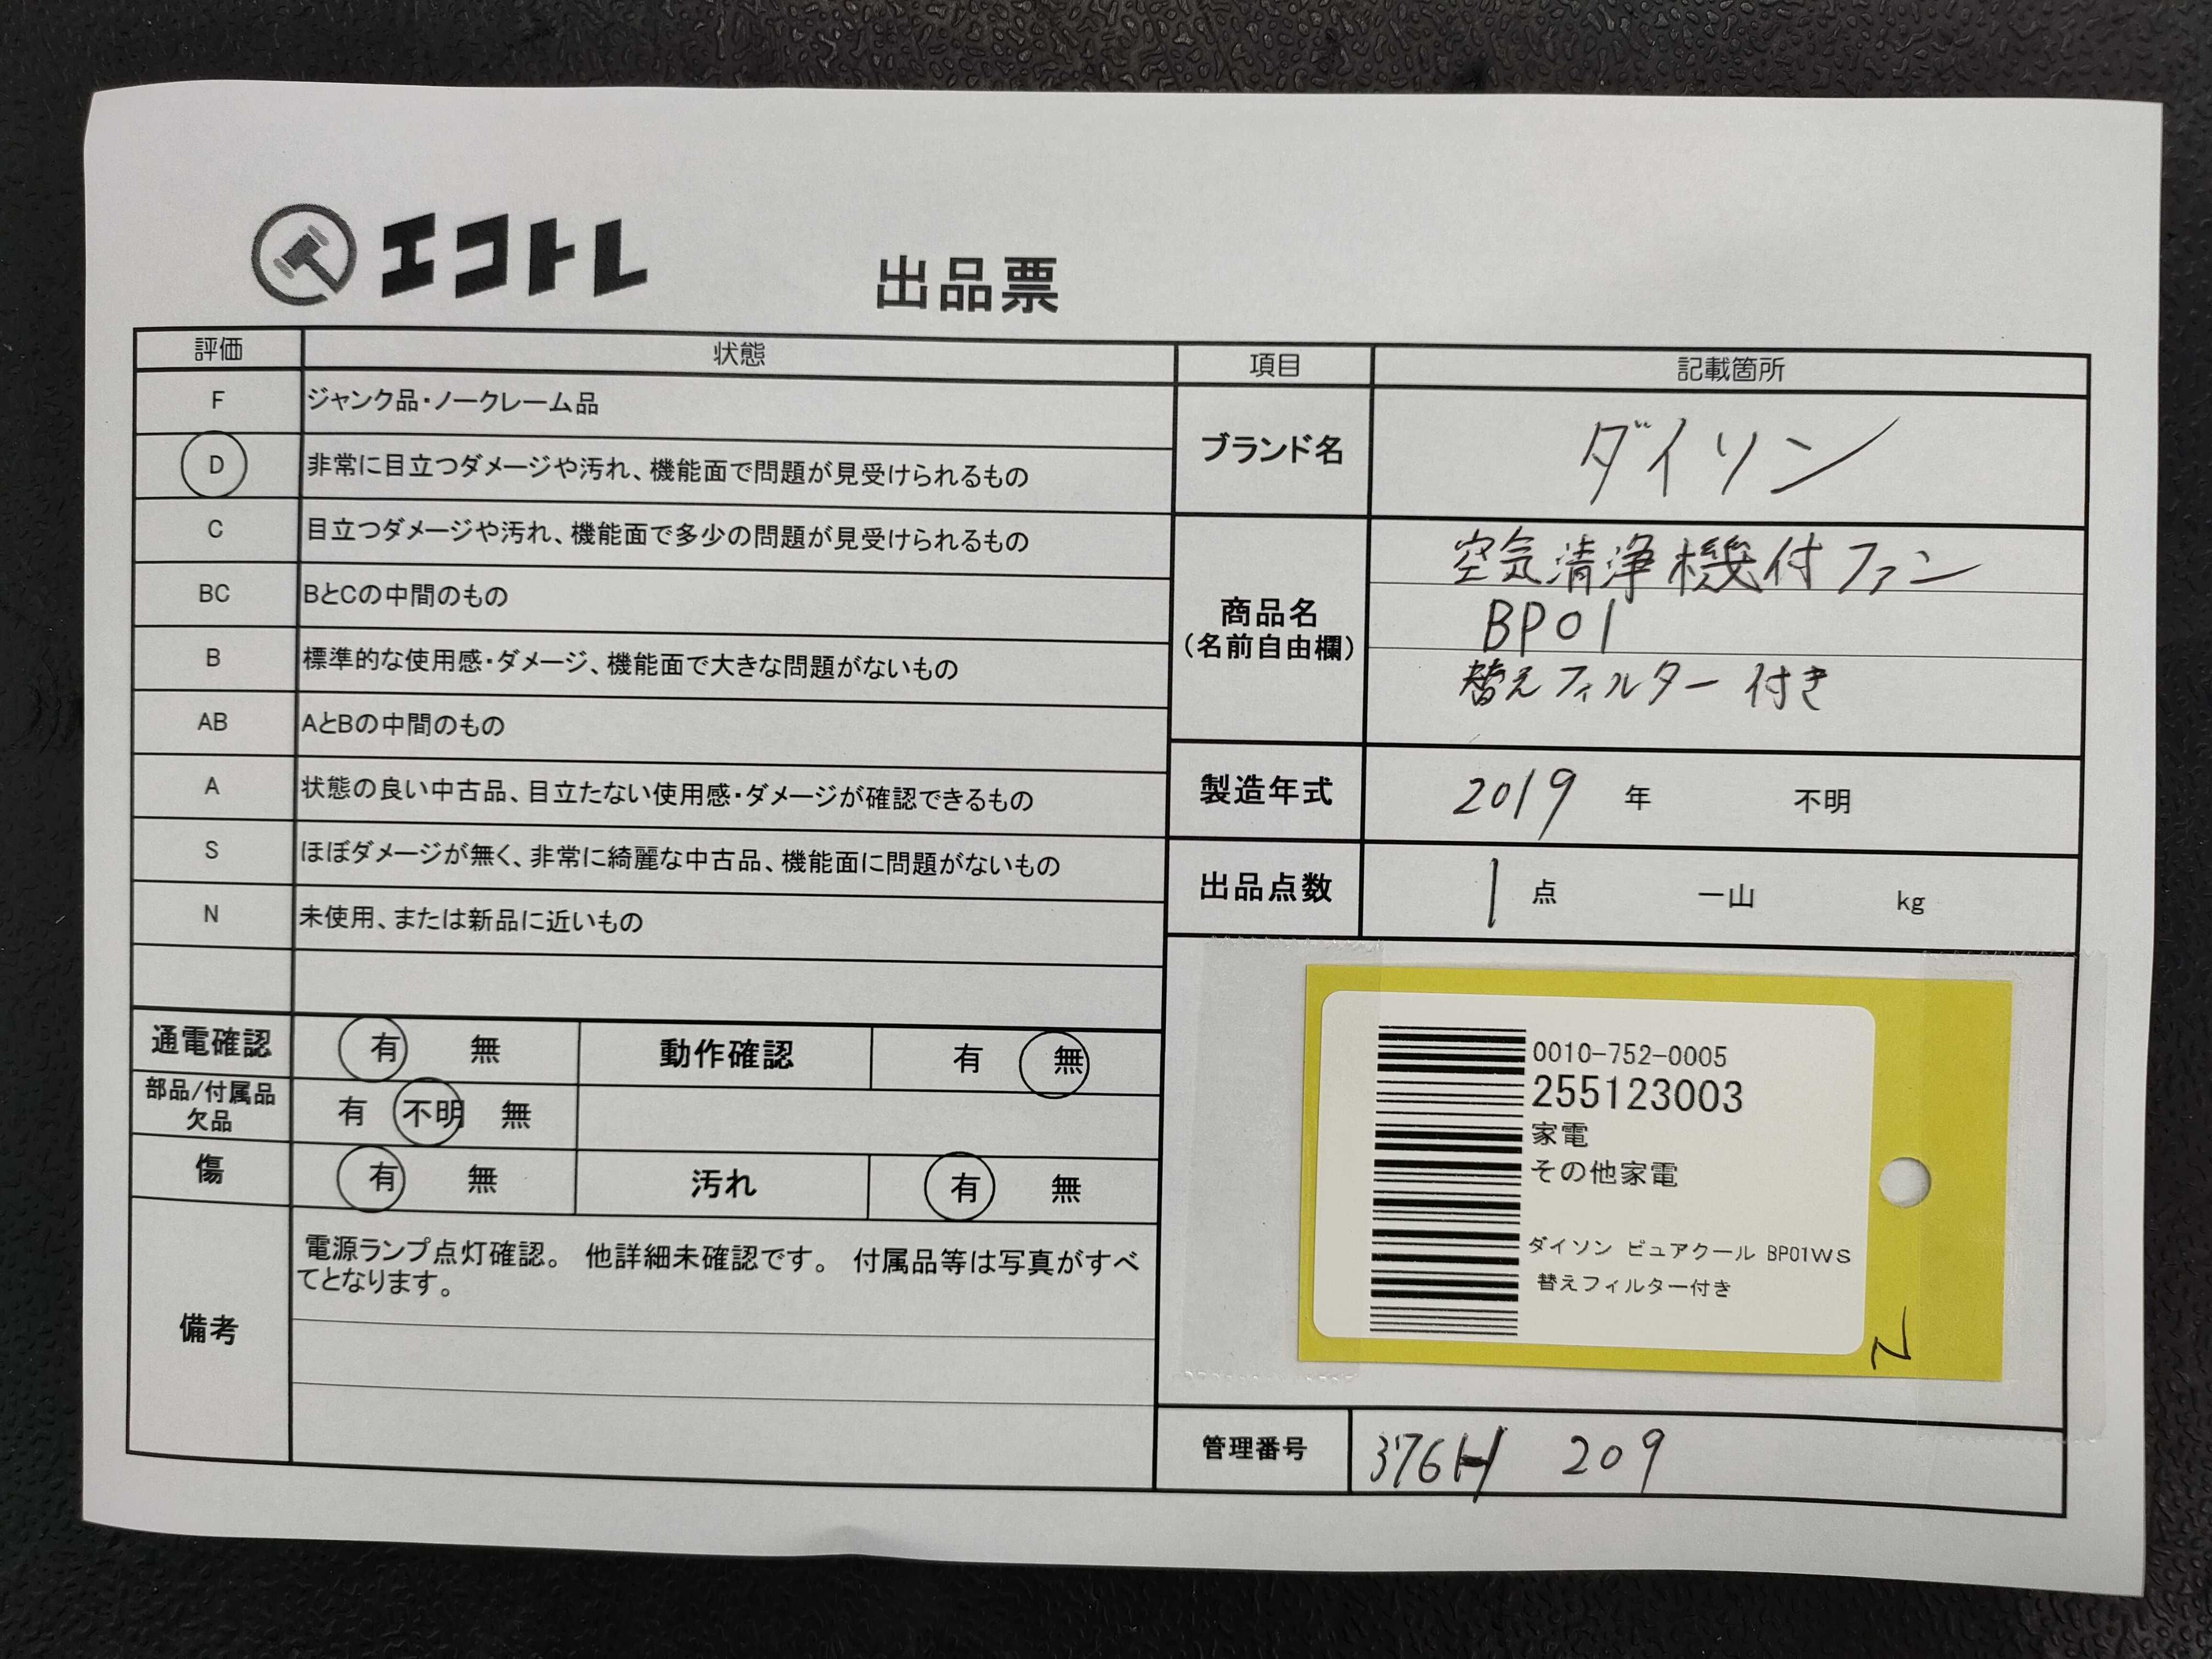 エコトレ
出品票
評価 状態
F ジャンク品・ノークレーム品
D 非常に目立つダメージや汚れ、機能面で問題が見受けられるもの
C 目立つダメージや汚れ、機能面で多少の問題が見受けられるもの
BC BとCの中間のもの
B 標準的な使用感・ダメージ、機能面で大きな問題がないもの
AB AとBの中間のもの
A 状態の良い中古品、目立たない使用感・ダメージが確認できるもの
S ほぼダメージが無く、非常に綺麗な中古品、機能面に問題がないもの
N 未使用、または新品に近いもの
通電確認 有 無 動作確認 有 無
部品/付属品
欠品 有 不明 無
傷 有 無 汚れ 有 無
備考
電源ランプ点灯確認。 他詳細未確認です。 付属品等は写真がすべ
てとなります。
項目 記載箇所
ブランド名 ダイソン
商品名
(名前自由欄)
空気清浄機付ファン
BP01
替えフィルター付き
製造年式 2019 年 不明
出品点数 1 点 一山 kg
0010-752-0005
255123003
家電
その他家電
ダイソン ピュアクール BP01WS
替えフィルター付き
管理番号 376H 209